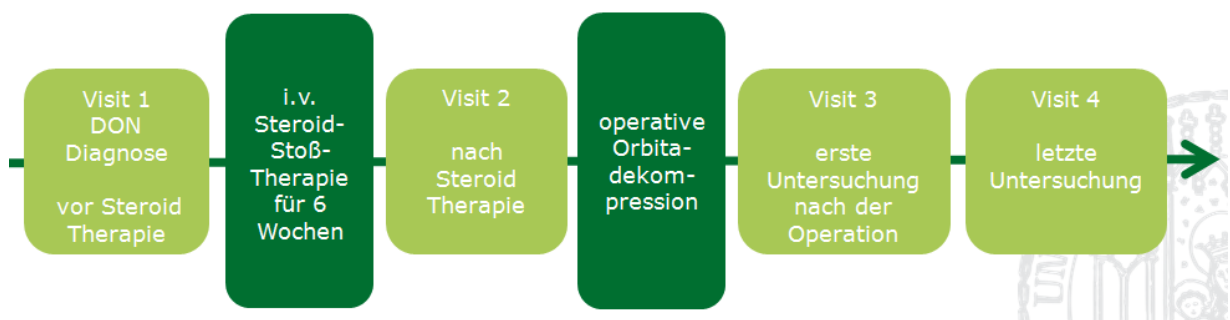 Visit 1
DON
Diagnose
vor Steroid
Therapie
i.v.
Steroid-
Stoß-
Therapie
für 6
Wochen
Visit 2
nach
Steroid
Therapie
operative
Orbita-
dekom-
pression
Visit 3
erste
Untersuchung
nach der
Operation
Visit 4
letzte
Untersuchung